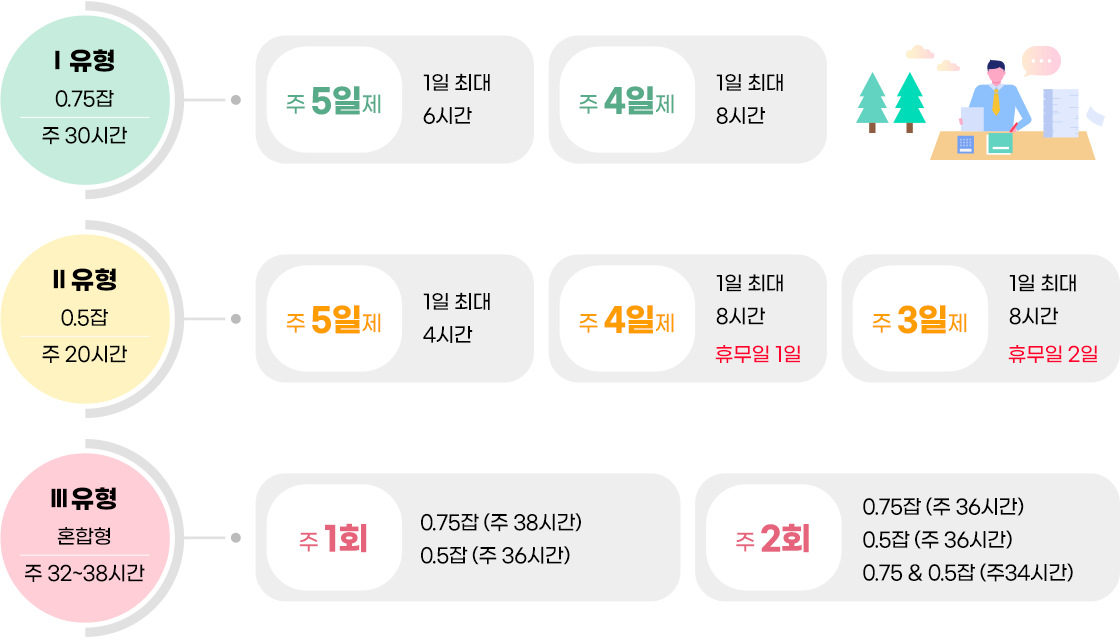 Ⅰ 유형
0.75잡
주 30시간
주 5일제
1일 최대
6시간
주 4일제
1일 최대
8시간
Ⅱ 유형
0.5잡
주 20시간
주 5일제
1일 최대
4시간
주 4일제
1일 최대
8시간
휴무일 1일
주 3일제
1일 최대
8시간
휴무일 2일
Ⅲ 유형
혼합형
주 32~38시간
주 1회
0.75잡 (주 38시간)
0.5잡 (주 36시간)
주 2회
0.75잡 (주 36시간)
0.5잡 (주 36시간)
0.75 & 0.5잡 (주34시간)